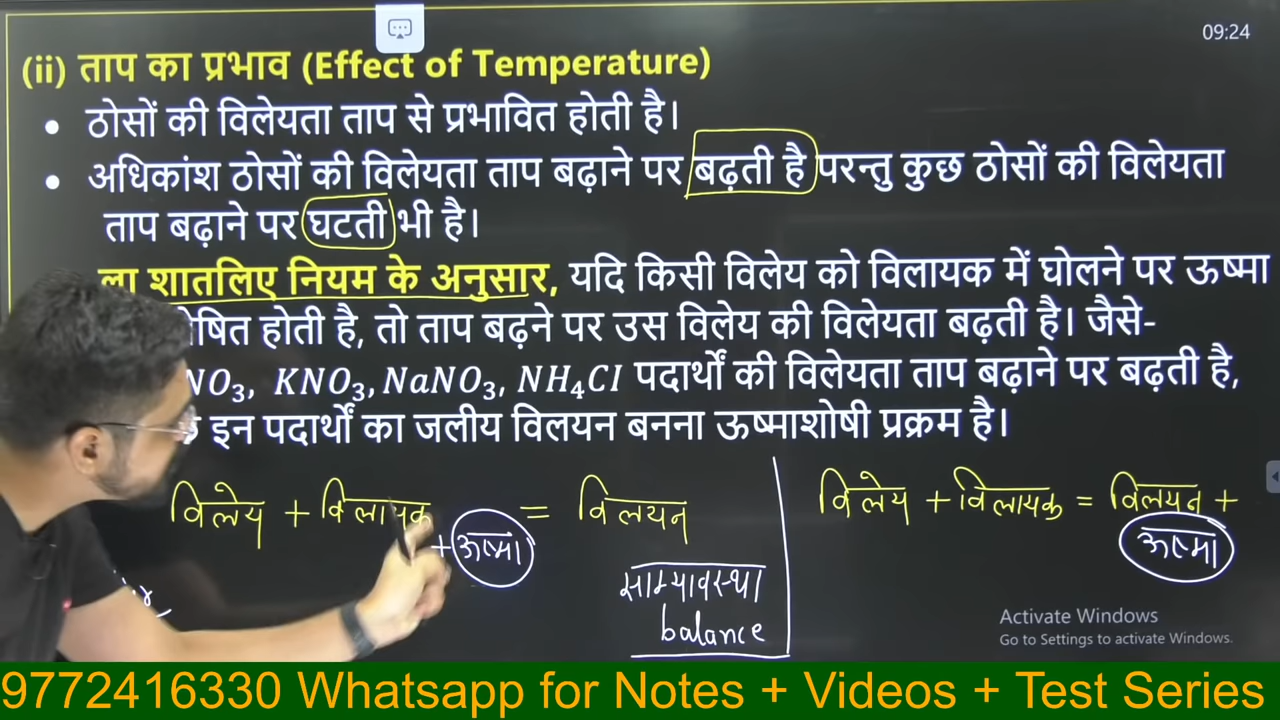 09:24
(ii) ताप का प्रभाव (Effect of Temperature)
• ठोसों की विलेयता ताप से प्रभावित होती है।
• अधिकांश ठोसों की विलेयता ताप बढ़ाने पर बढ़ती है परन्तु कुछ ठोसों की विलेयता
ताप बढ़ाने पर घटती भी है।
ला शातलिए नियम के अनुसार, यदि किसी विलेय को विलायक में घोलने पर ऊष्मा
षित होती है, तो ताप बढ़ने पर उस विलेय की विलेयता बढ़ती है। जैसे-
NO₃, KNO₃, NaNO₃, NH₄CI पदार्थों की विलेयता ताप बढ़ाने पर बढ़ती है,
इन पदार्थों का जलीय विलयन बनना ऊष्माशोषी प्रक्रम है।
विलेय + विलायक + ऊष्मा = विलयन
साम्यावस्था
balance
विलेय + विलायक = विलयन +
ऊष्मा
Activate Windows
Go to Settings to activate Windows.
9772416330 Whatsapp for Notes + Videos + Test Series